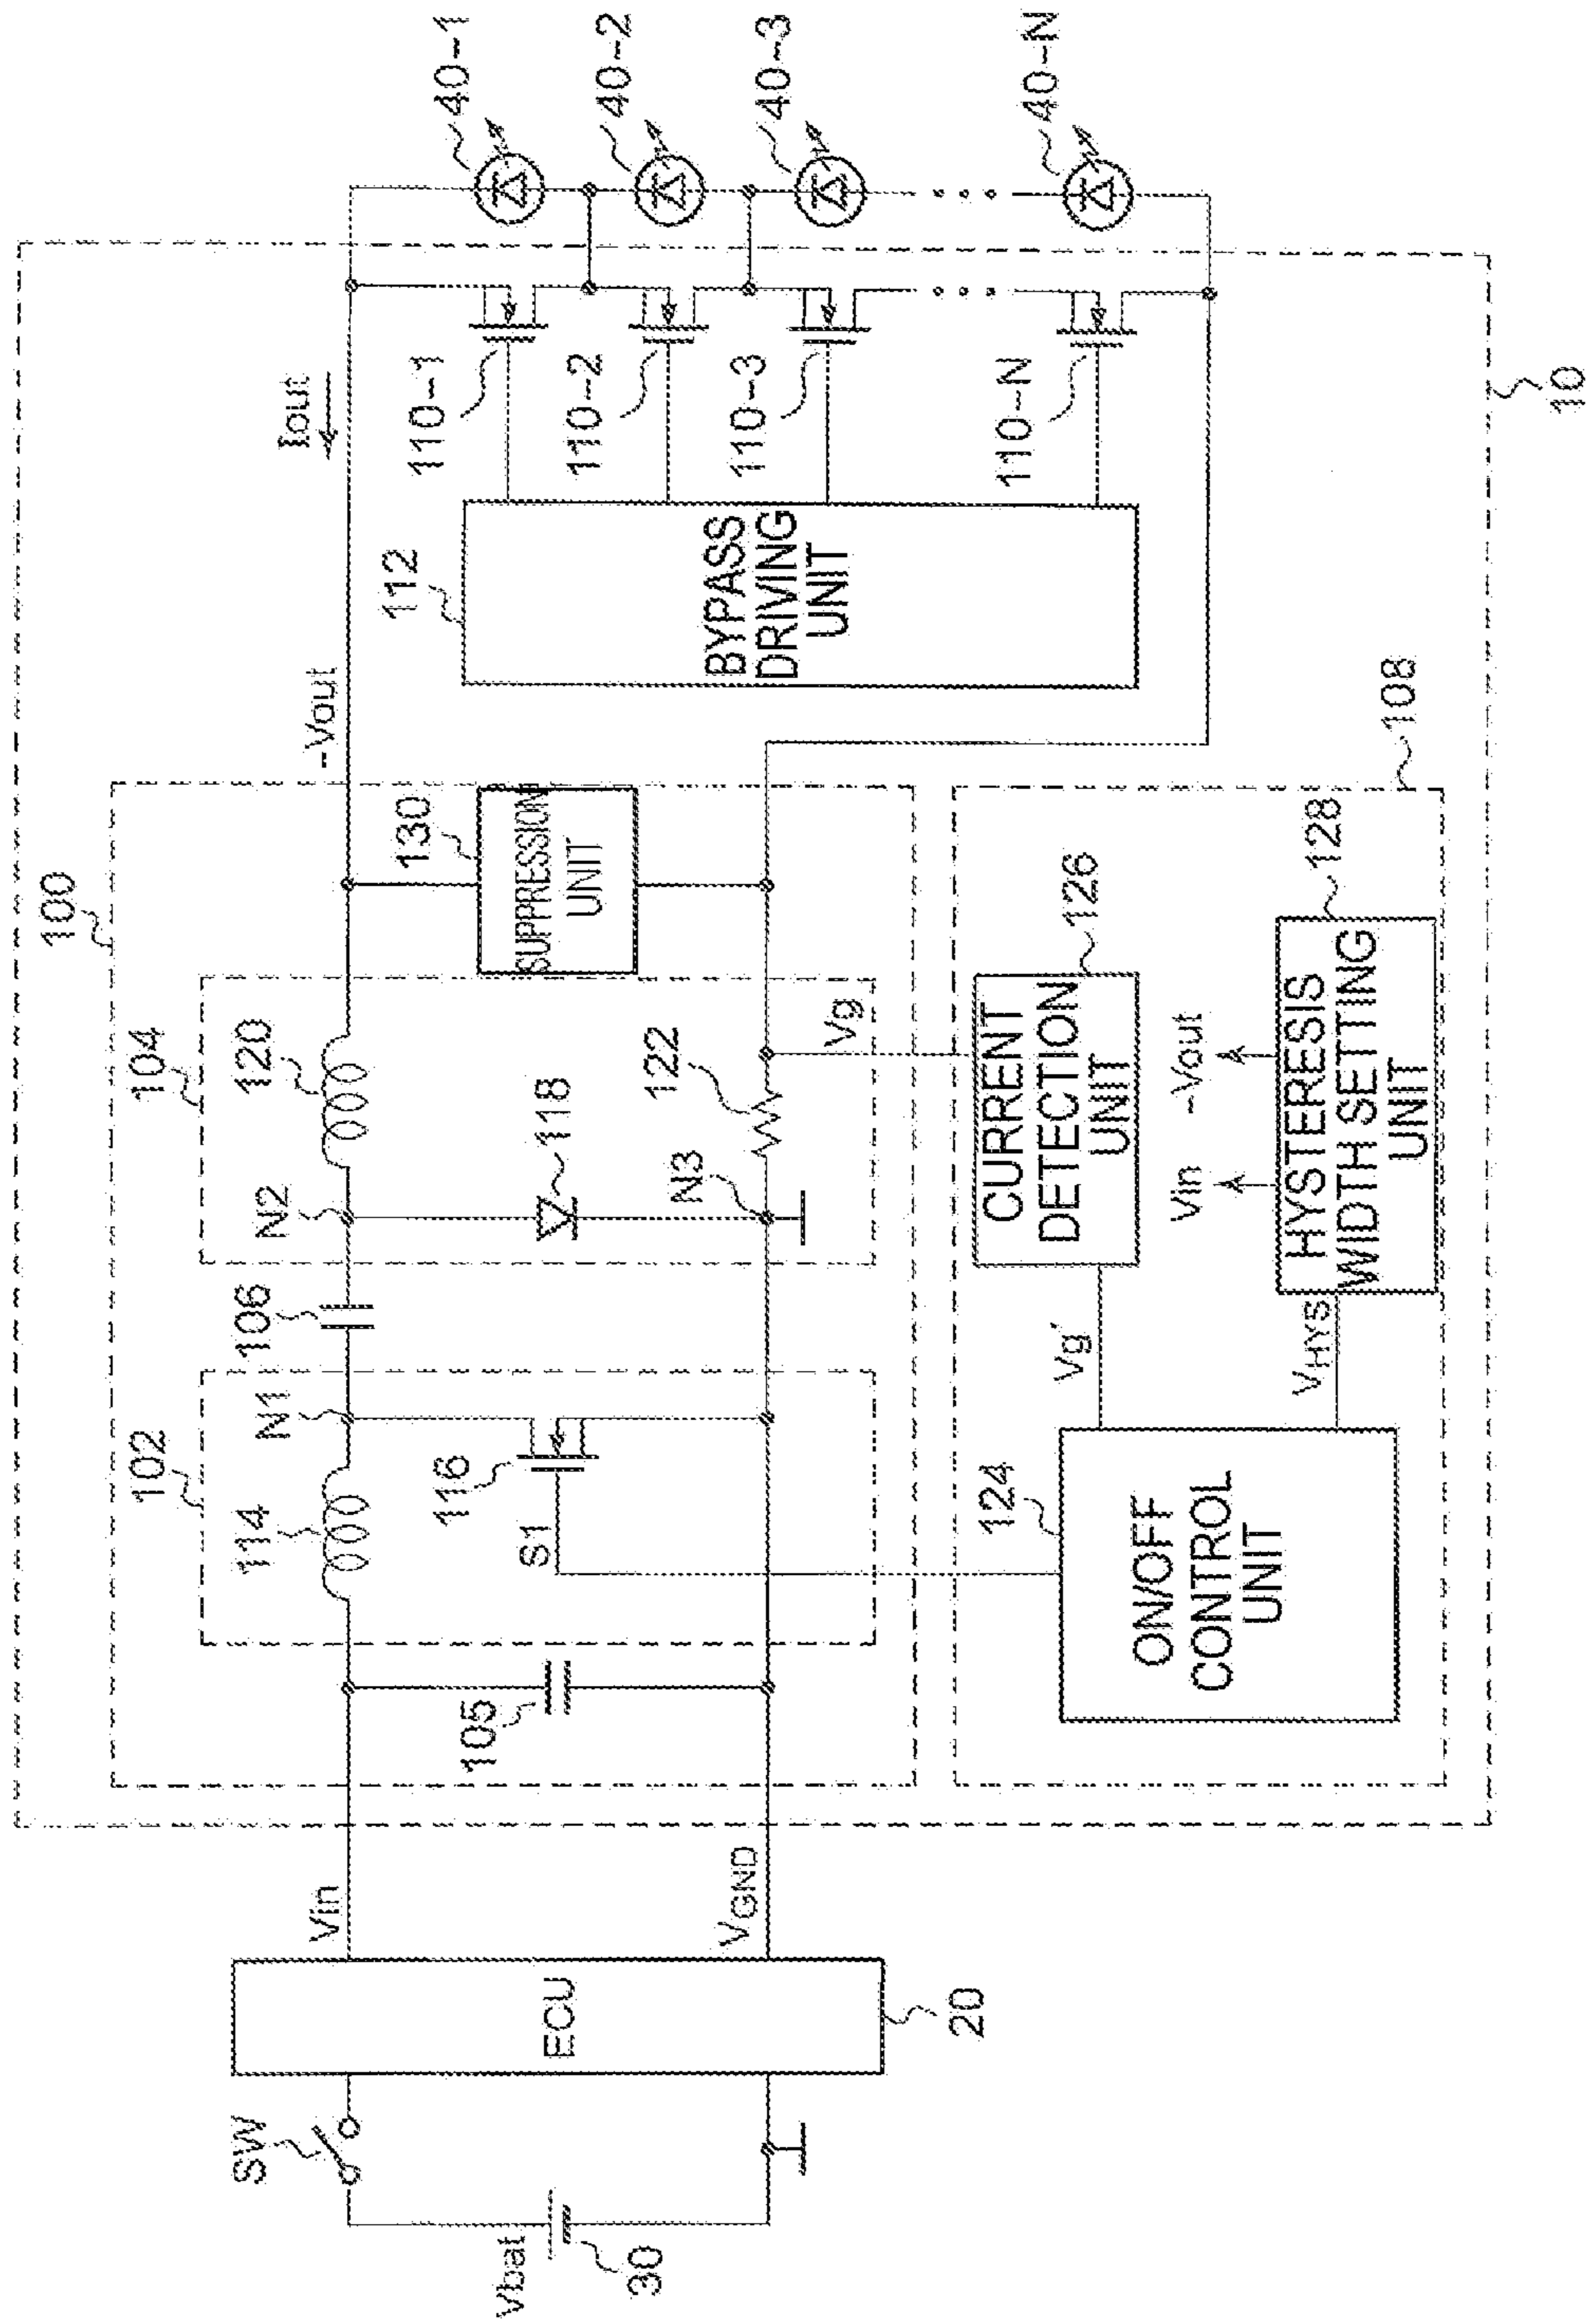 10
100
102
104
114
N1
106
N2
120
-Vout
Iout
40-1
40-2
40-3
40-N
110-1
110-2
110-3
110-N
112
BYPASS
DRIVING
UNIT
130
SUPPRESSION
UNIT
116
S1
118
N3
122
Vg
105
SW
Vbat
30
ECU
20
Vin
VGND
108
124
ON/OFF
CONTROL
UNIT
Vg'
VHYS
126
CURRENT
DETECTION
UNIT
Vin
-Vout
128
HYSTERESIS
WIDTH SETTING
UNIT